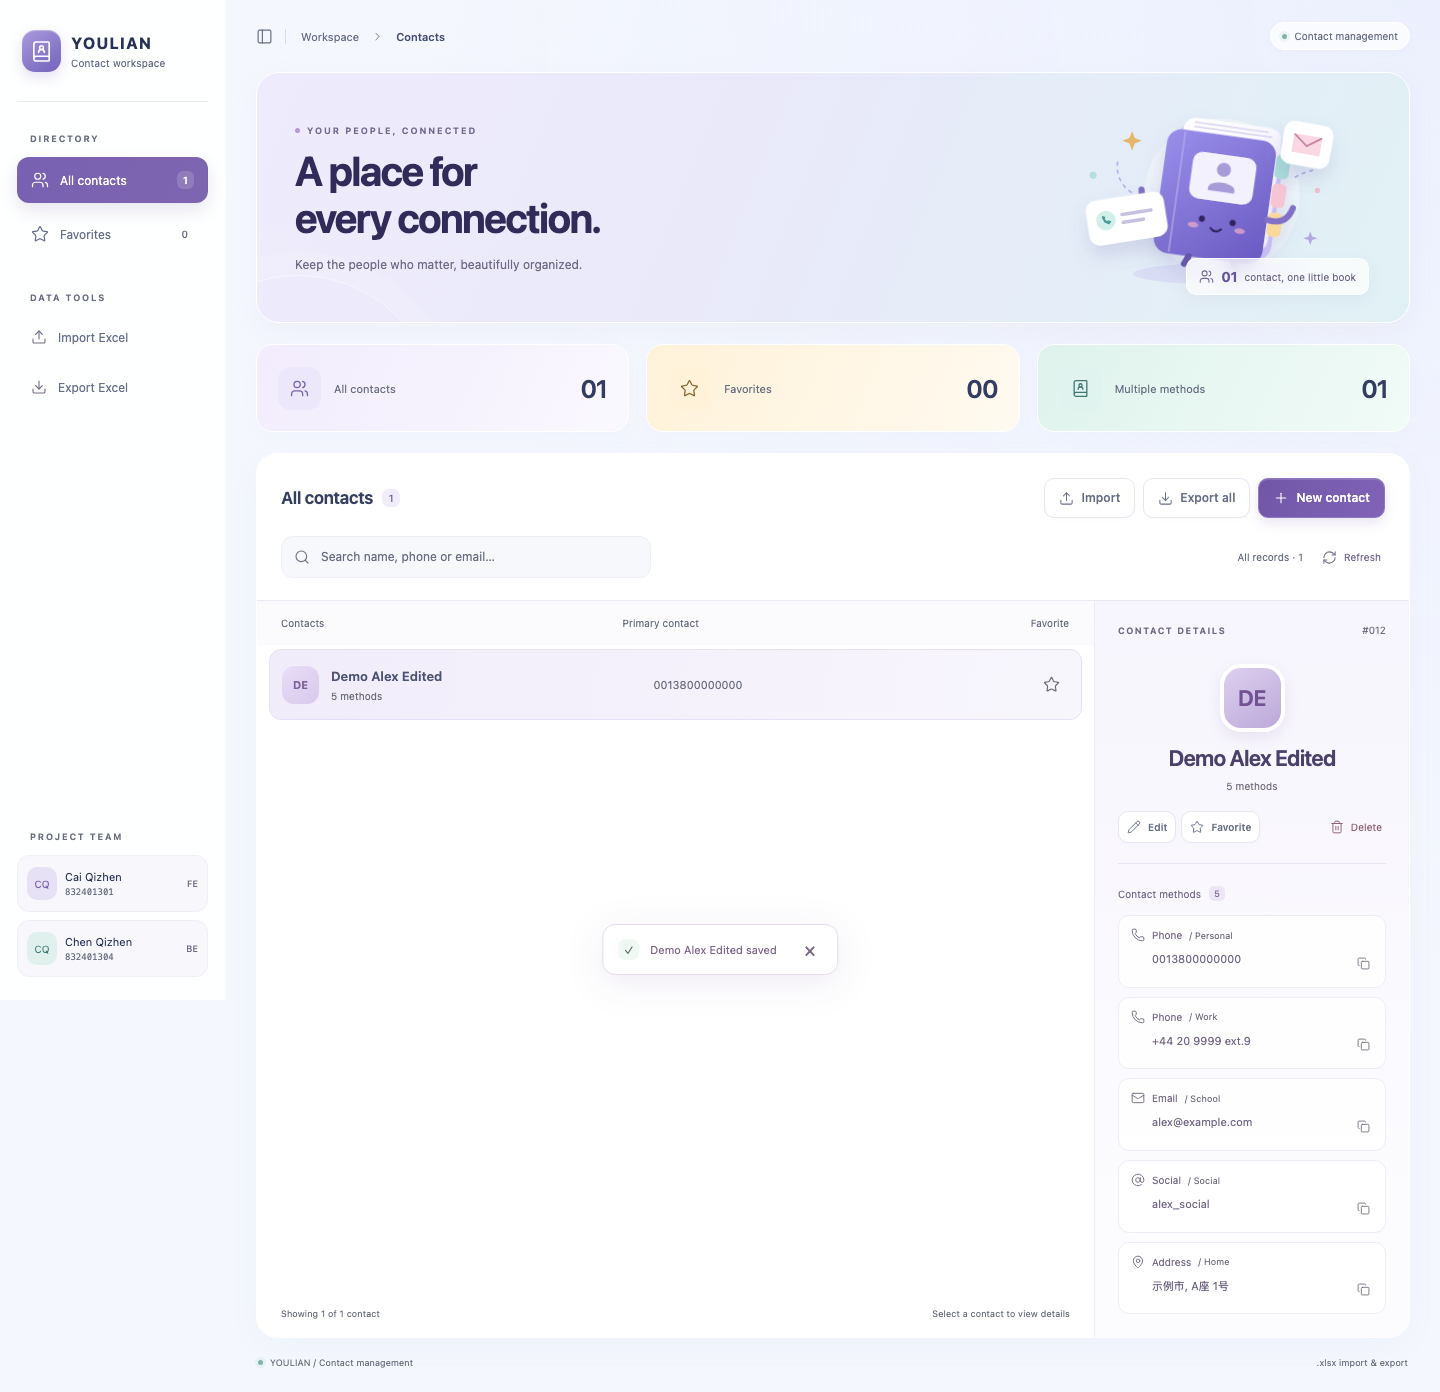 YOULIAN
Contact workspace
DIRECTORY
All contacts 1
Favorites 0
DATA TOOLS
Import Excel
Export Excel
PROJECT TEAM
CQ Cai Qizhen 832401301 FE
CQ Chen Qizhen 832401304 BE
Workspace > Contacts
Contact management
YOUR PEOPLE, CONNECTED
A place for
every connection.
Keep the people who matter, beautifully organized.
01 contact, one little book
All contacts 01
Favorites 00
Multiple methods 01
All contacts 1
Import
Export all
New contact
Search name, phone or email...
All records · 1
Refresh
Contacts Primary contact Favorite
DE Demo Alex Edited
5 methods
0013800000000
Demo Alex Edited saved
Showing 1 of 1 contact
Select a contact to view details
CONTACT DETAILS #012
DE
Demo Alex Edited
5 methods
Edit
Favorite
Delete
Contact methods 5
Phone / Personal
0013800000000
Phone / Work
+44 20 9999 ext.9
Email / School
alex@example.com
Social / Social
alex_social
Address / Home
示例市, A座 1号
YOULIAN / Contact management
.xlsx import & export